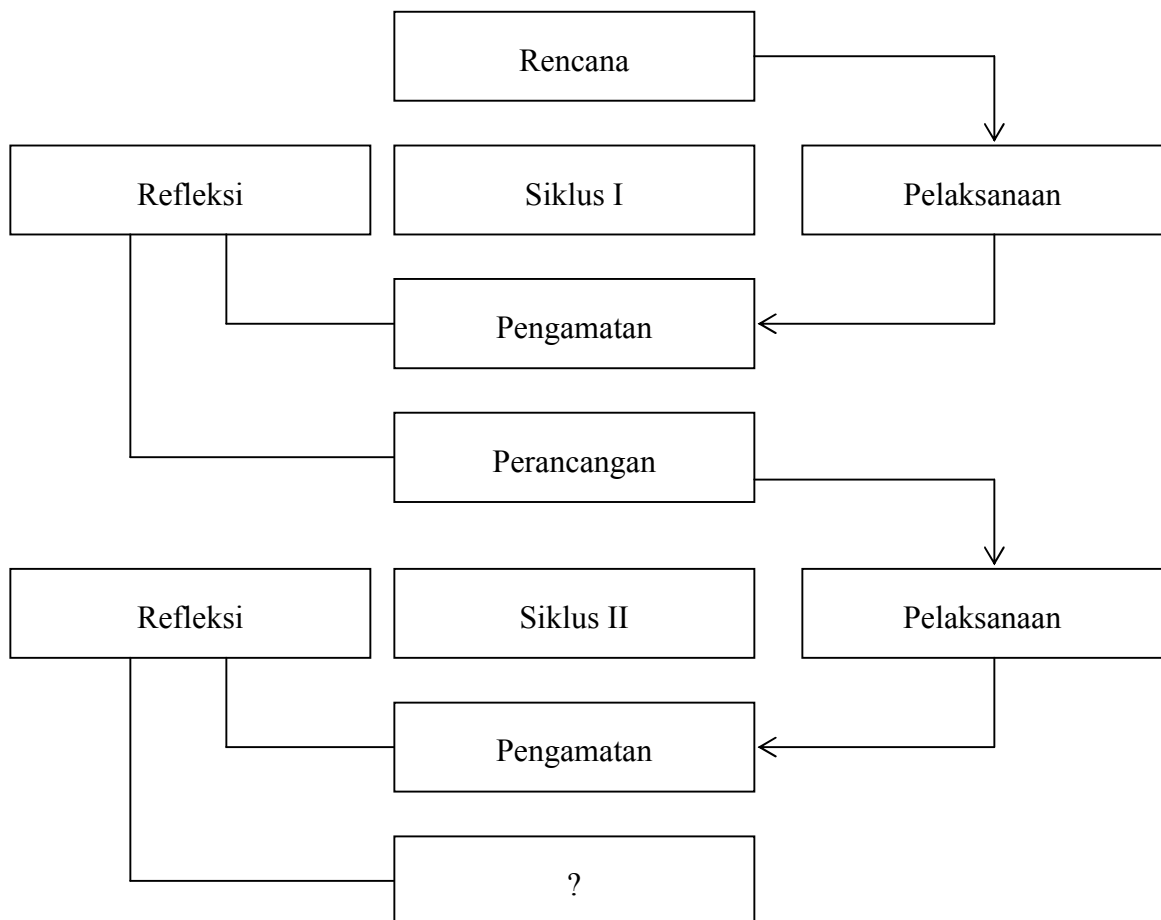 Rencana
Refleksi
Siklus I
Pelaksanaan
Pengamatan
Perancangan
Refleksi
Siklus II
Pelaksanaan
Pengamatan
?